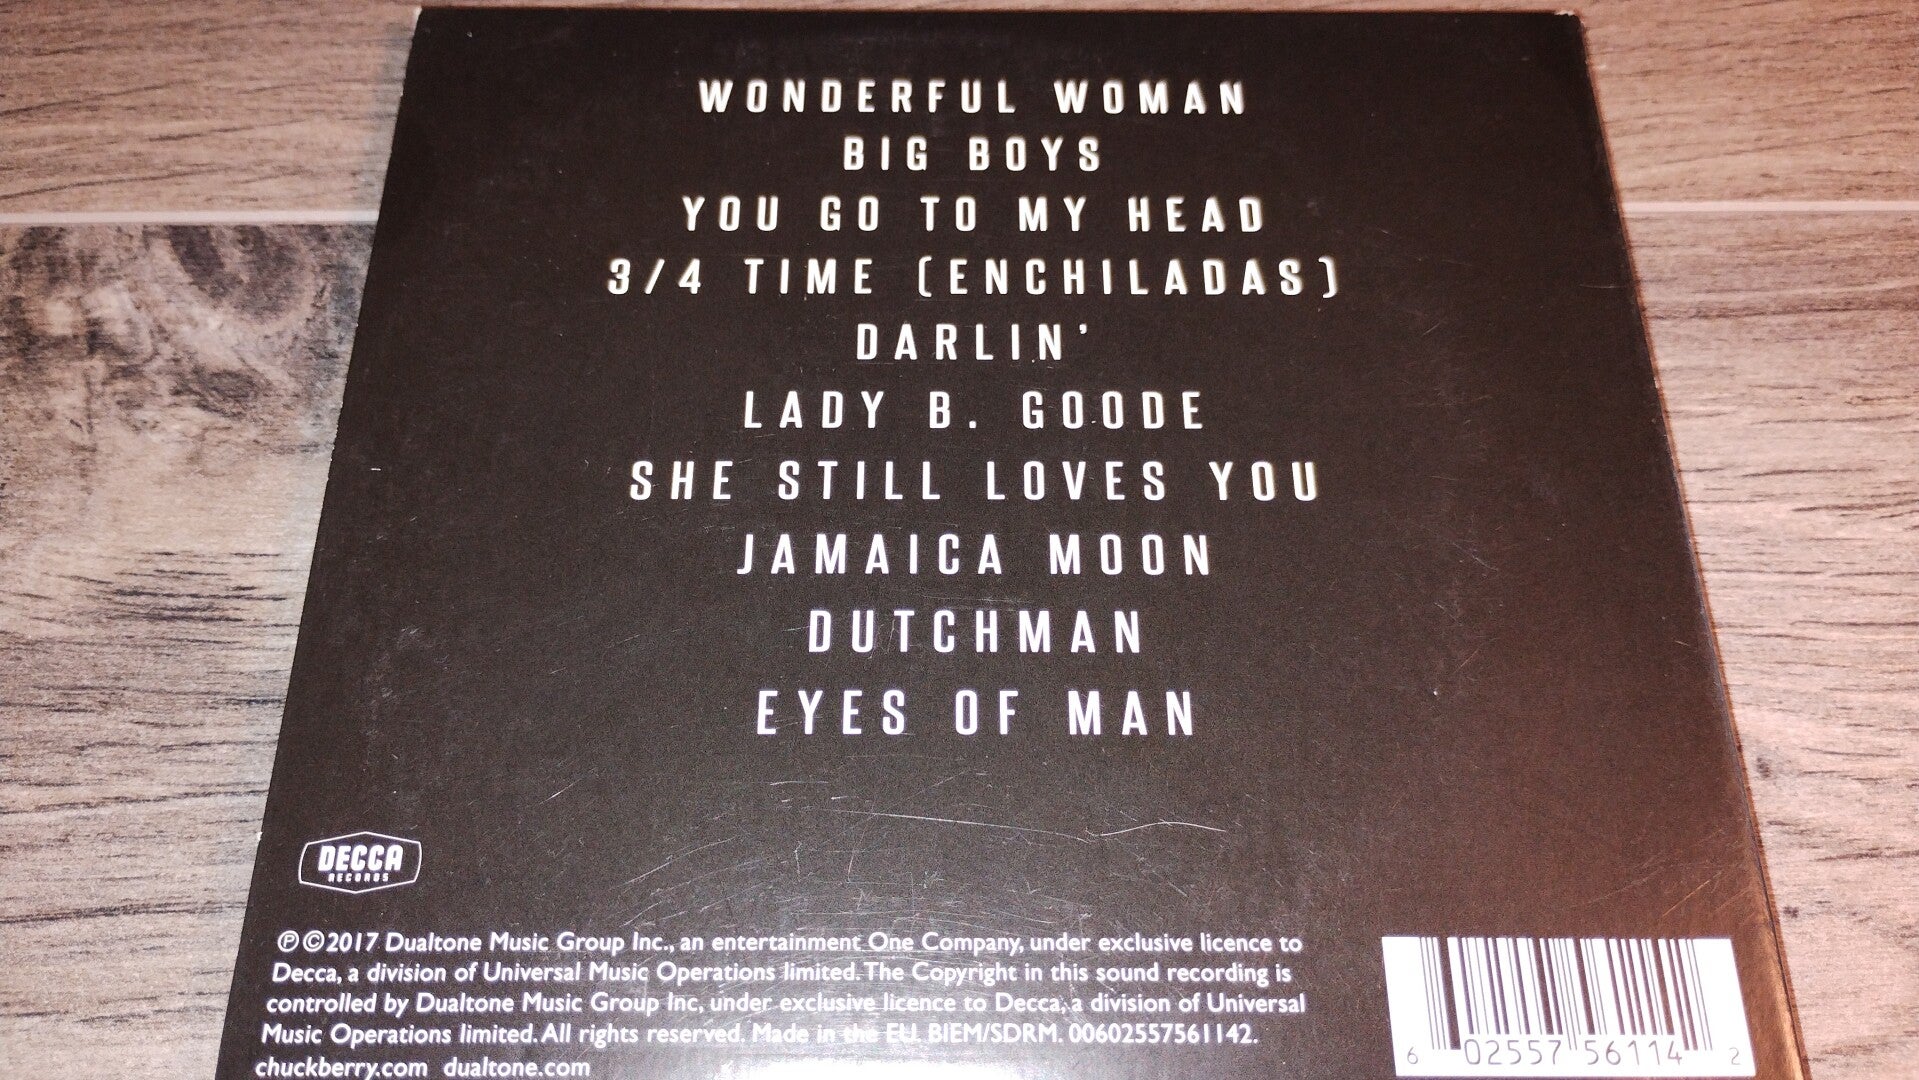 WONDERFUL WOMAN
BIG BOYS
YOU GO TO MY HEAD
3/4 TIME (ENCHILADAS)
DARLIN'
LADY B. GOODE
SHE STILL LOVES YOU
JAMAICA MOON
DUTCHMAN
EYES OF MAN
DECCA
RECORDS
℗©2017 Dualtone Music Group Inc., an entertainment One Company, under exclusive licence to
Decca, a division of Universal Music Operations limited. The Copyright in this sound recording is
controlled by Dualtone Music Group Inc, under exclusive licence to Decca, a division of Universal
Music Operations limited. All rights reserved. Made in the EU. BIEM/SDRM. 00602557561142.
chuckberry.com dualtone.com
6 02557 56114 2